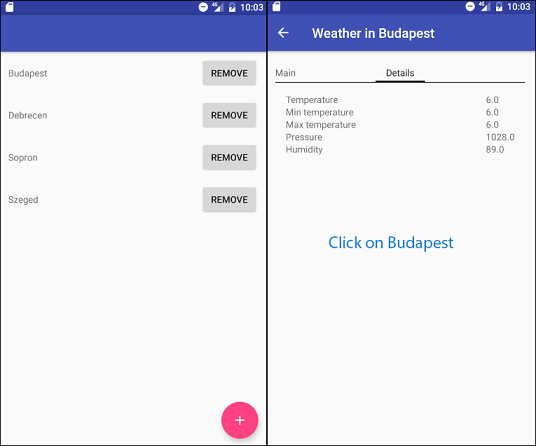 10:03
Budapest REMOVE
Debrecen REMOVE
Sopron REMOVE
Szeged REMOVE
4G 10:03
Weather in Budapest
Main Details
Temperature 6.0
Min temperature 6.0
Max temperature 6.0
Pressure 1028.0
Humidity 89.0
Click on Budapest